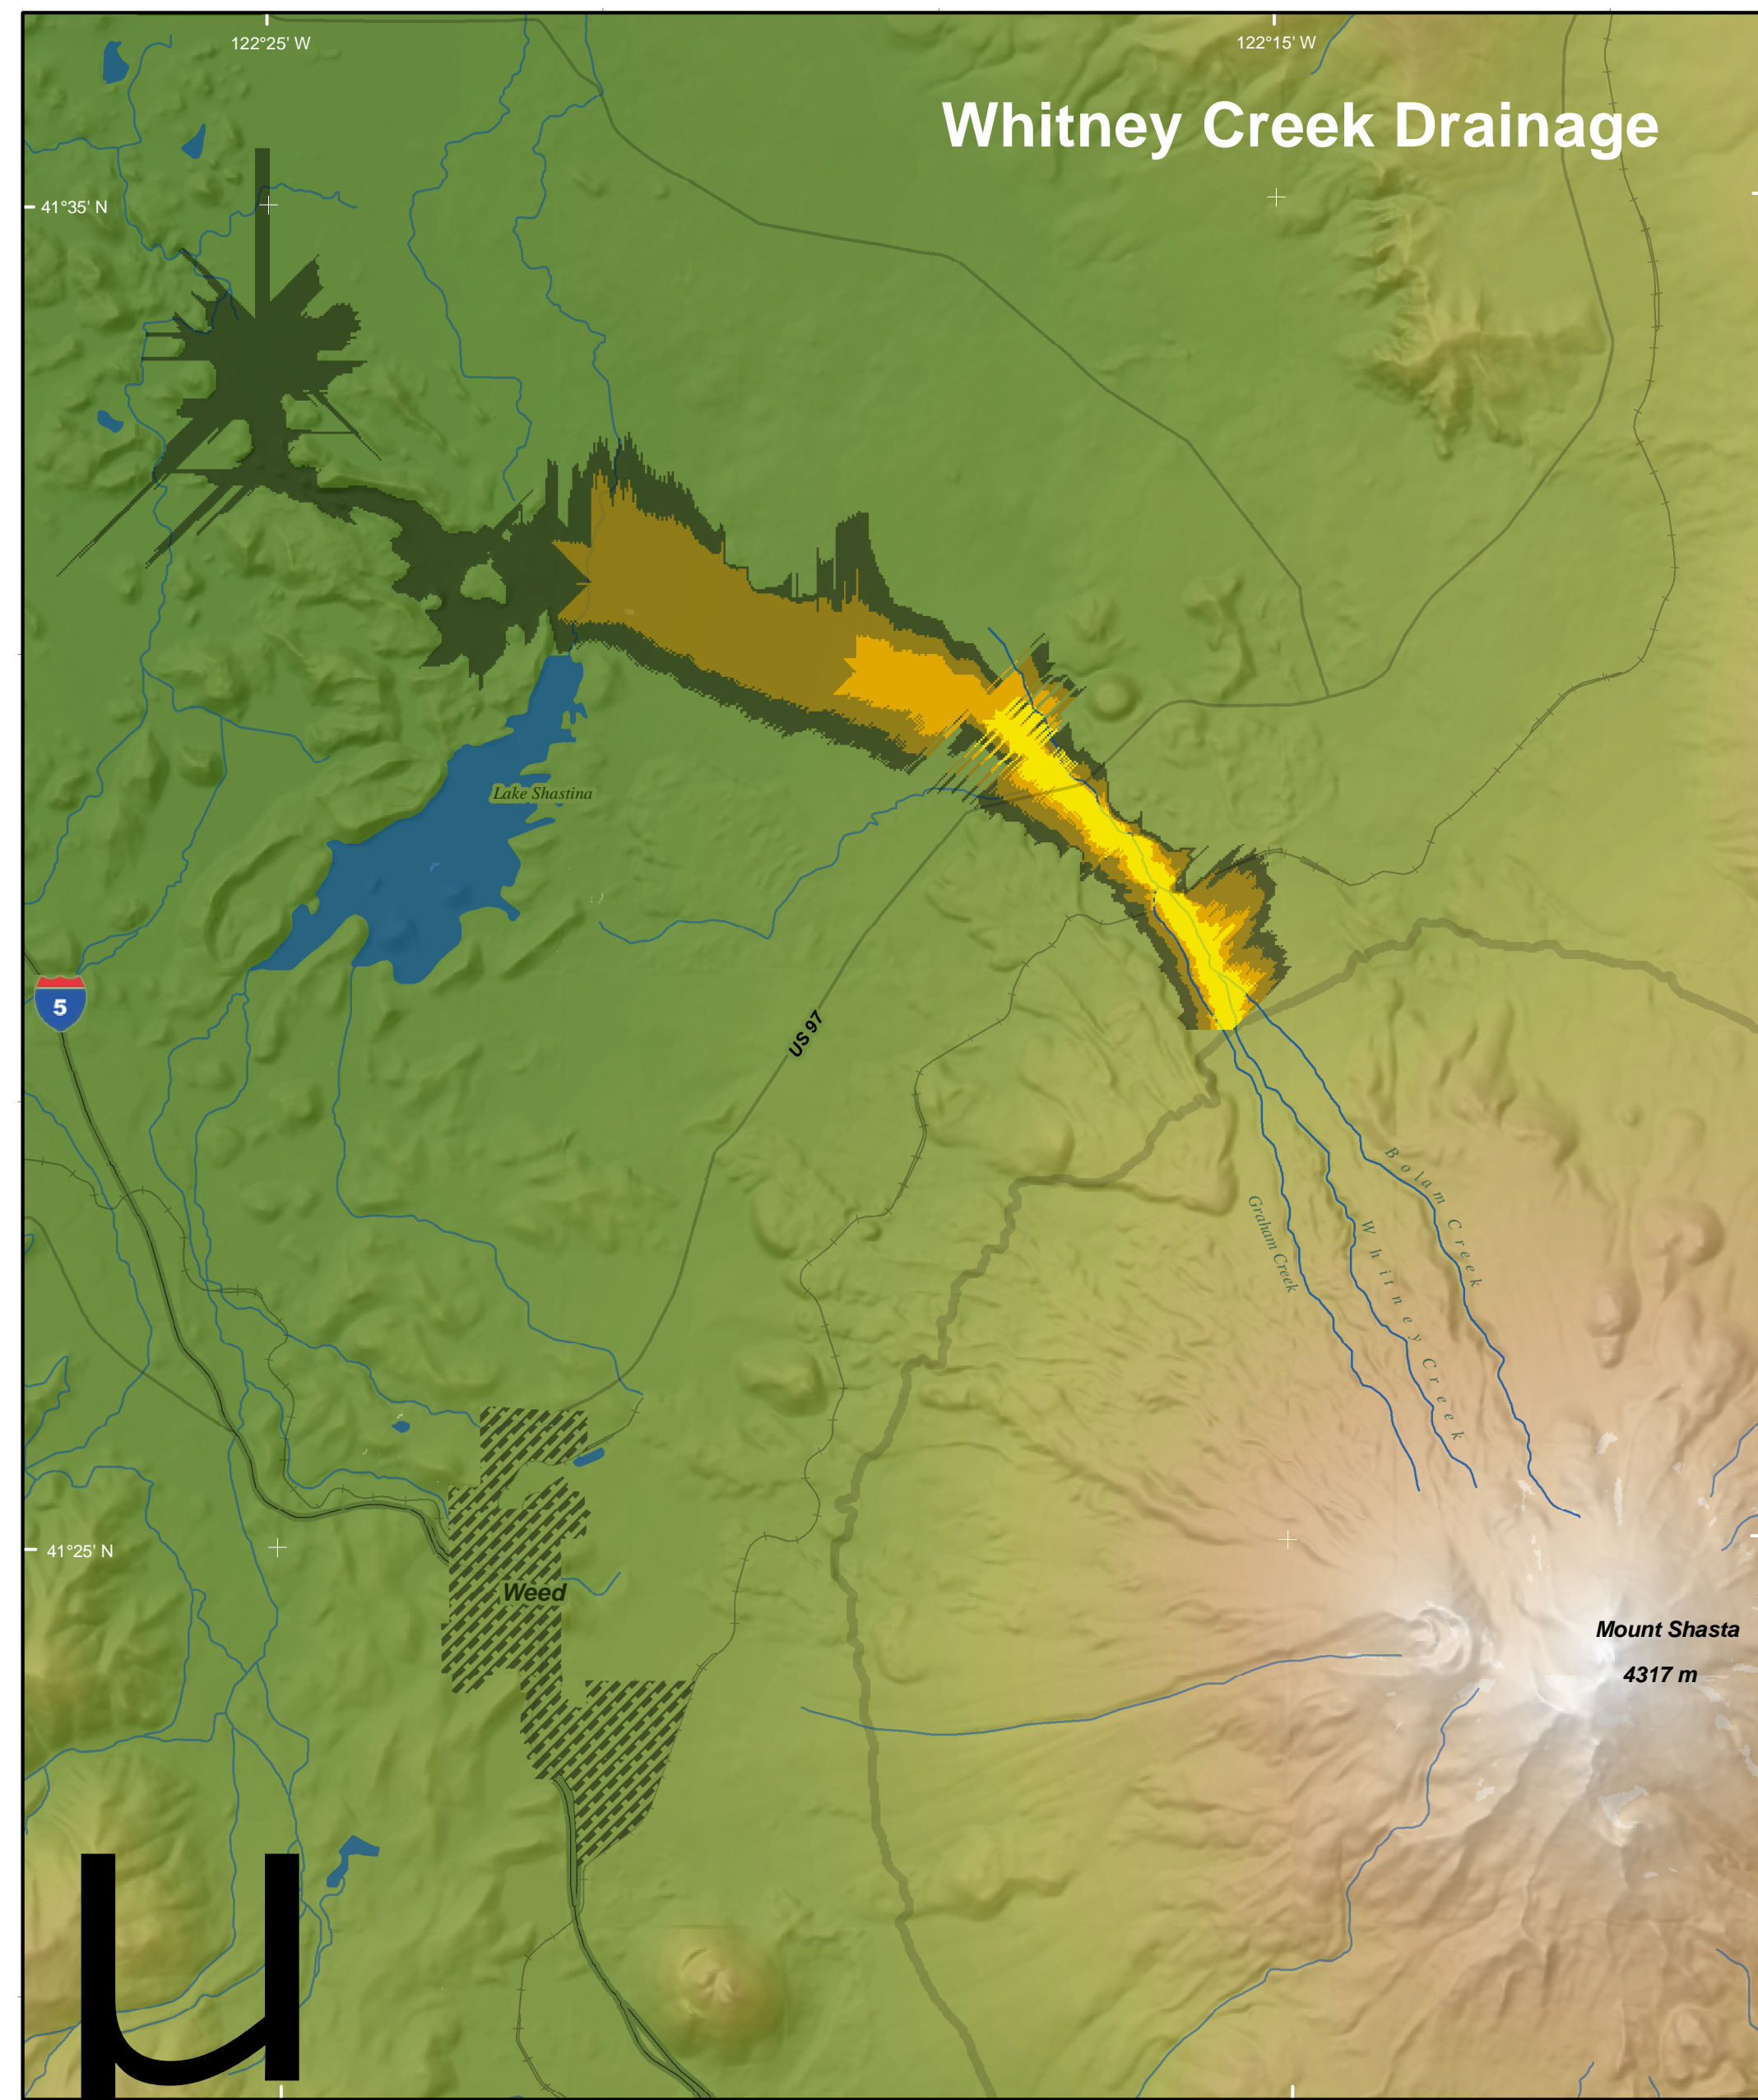 122°25' W
122°15' W
Whitney Creek Drainage
41°35' N
Lake Shastina
5
US 97
Bolam Creek
Graham Creek
Whitney Creek
41°25' N
Weed
Mount Shasta
4317 m
µ